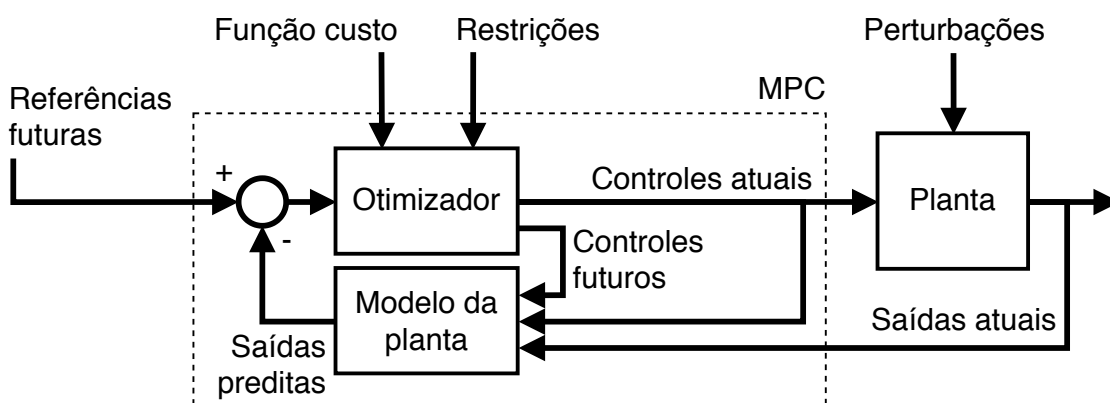 Função custo
Restrições
Perturbações
Referências
futuras
MPC
+
Otimizador
Controles atuais
Planta
-
Controles
futuros
Modelo da
planta
Saídas
preditas
Saídas atuais